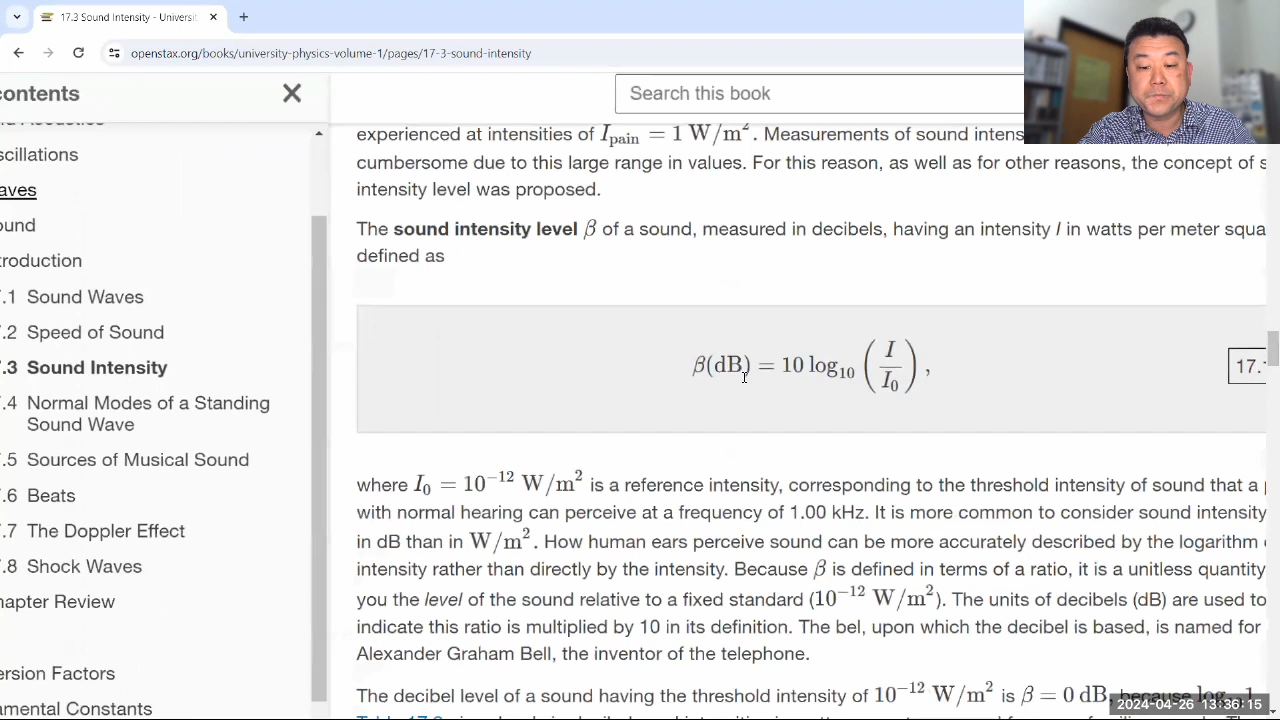 17.3 Sound Intensity - Universit
openstax.org/books/university-physics-volume-1/pages/17-3-sound-intensity
contents
Search this book
scillations
aves
ound
troduction
7.1 Sound Waves
7.2 Speed of Sound
7.3 Sound Intensity
7.4 Normal Modes of a Standing
Sound Wave
7.5 Sources of Musical Sound
7.6 Beats
7.7 The Doppler Effect
7.8 Shock Waves
hapter Review
ersion Factors
amental Constants
experienced at intensities of I_pain = 1 W/m². Measurements of sound intens
cumbersome due to this large range in values. For this reason, as well as for other reasons, the concept of s
intensity level was proposed.
The sound intensity level β of a sound, measured in decibels, having an intensity I in watts per meter squa
defined as
β(dB) = 10 log₁₀ (I/I₀),
17.
where I₀ = 10⁻¹² W/m² is a reference intensity, corresponding to the threshold intensity of sound that a p
with normal hearing can perceive at a frequency of 1.00 kHz. It is more common to consider sound intensity
in dB than in W/m². How human ears perceive sound can be more accurately described by the logarithm
intensity rather than directly by the intensity. Because β is defined in terms of a ratio, it is a unitless quantity
you the level of the sound relative to a fixed standard (10⁻¹² W/m²). The units of decibels (dB) are used to
indicate this ratio is multiplied by 10 in its definition. The bel, upon which the decibel is based, is named for
Alexander Graham Bell, the inventor of the telephone.
The decibel level of a sound having the threshold intensity of 10⁻¹² W/m² is β = 0 dB, because log₁₀1
2024-04-26 13:36:15